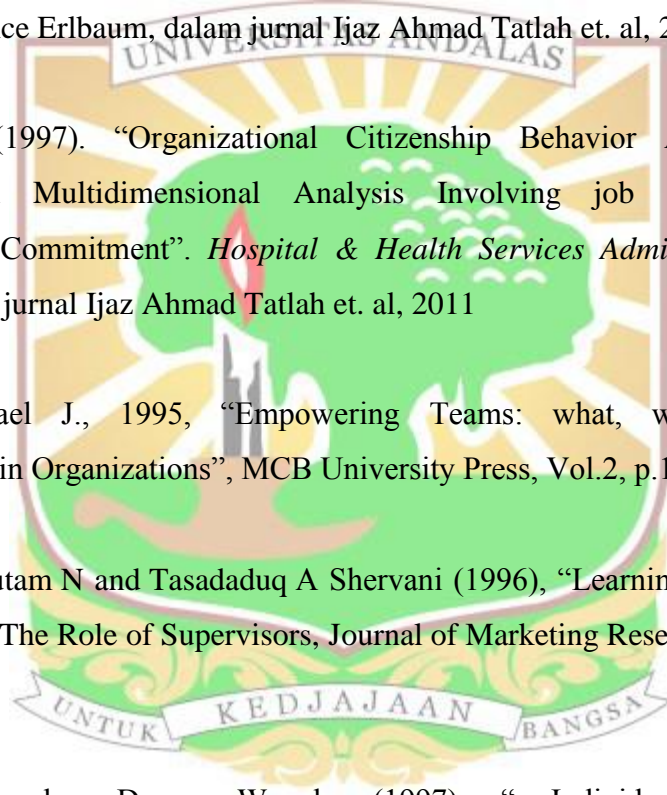 ce Erlbaum, dalam jurnal Ijaz Ahmad Tatlah et. al, 2
UNIVERSITAS ANDALAS
(1997). “Organizational Citizenship Behavior
Multidimensional Analysis Involving job
Commitment”. Hospital & Health Services Admi
jurnal Ijaz Ahmad Tatlah et. al, 2011
ael J., 1995, “Empowering Teams: what, w
in Organizations”, MCB University Press, Vol.2, p.1
utam N and Tasadaduq A Shervani (1996), “Learnin
The Role of Supervisors, Journal of Marketing Rese
UNTUK KEDJAJAAN BANGSA
(1997)